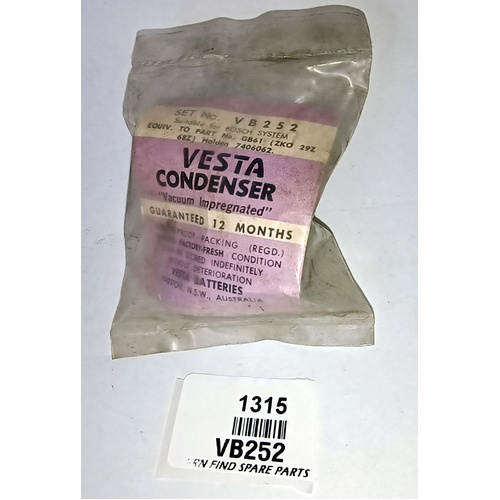 SET No. VB252
Suitable for BOSCH SYSTEM
EQUIV. TO PART No. GB61 (ZKO 29Z
68Z) Holden 7406062.
VESTA
CONDENSER
"Vacuum Impregnated"
GUARANTEED 12 MONTHS
PACKING (REGD.)
FACTORY-FRESH CONDITION
STORED INDEFINITELY
DETERIORATION
VESTA BATTERIES
N.S.W., AUSTRALIA
1315
VB252
FIND SPARE PARTS